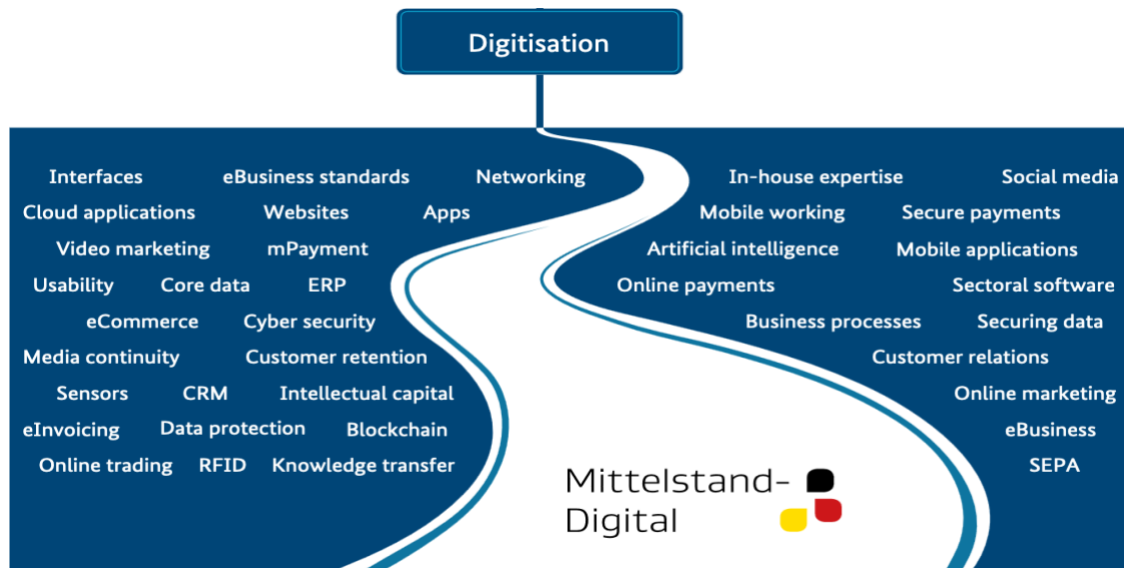 Digitisation
Interfaces eBusiness standards Networking In-house expertise Social media
Cloud applications Websites Apps Mobile working Secure payments
Video marketing mPayment Artificial intelligence Mobile applications
Usability Core data ERP Online payments Sectoral software
eCommerce Cyber security Business processes Securing data
Media continuity Customer retention Customer relations
Sensors CRM Intellectual capital Online marketing
eInvoicing Data protection Blockchain eBusiness
Online trading RFID Knowledge transfer SEPA
Mittelstand-
Digital